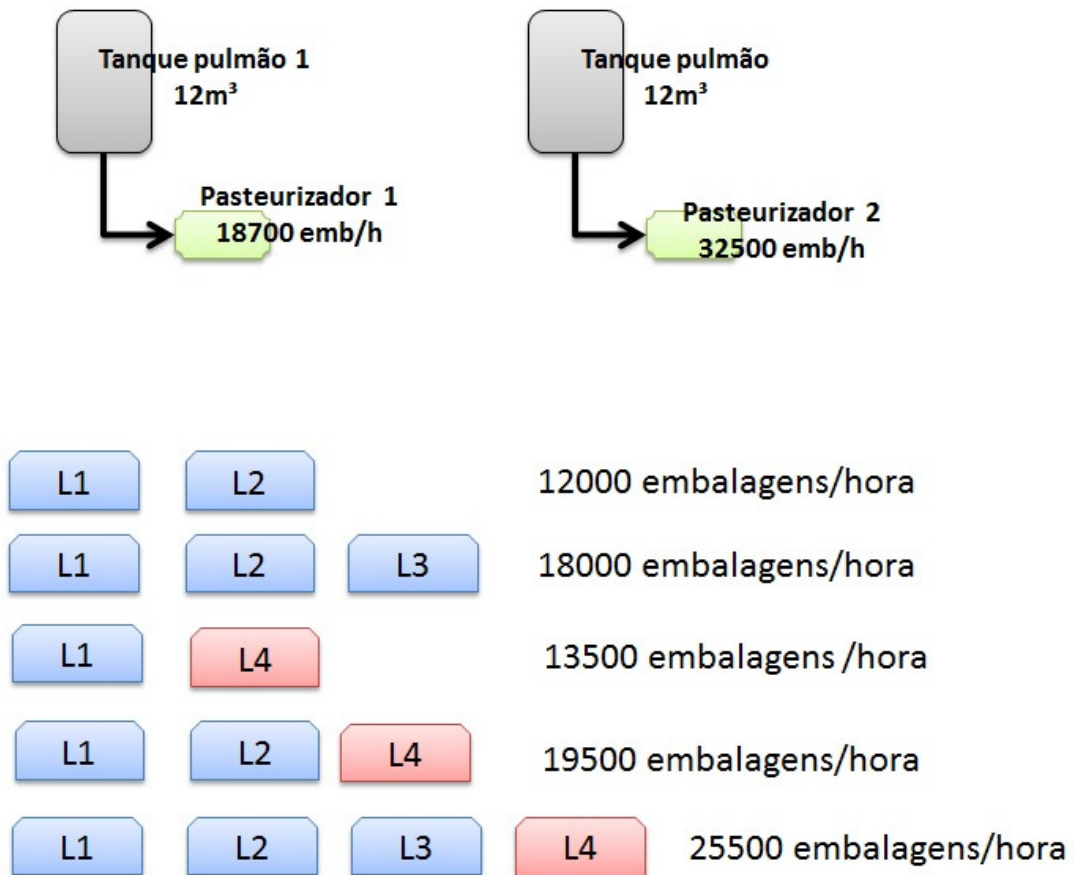 Tanque pulmão 1
12m³
Tanque pulmão
12m³
Pasteurizador 1
18700 emb/h
Pasteurizador 2
32500 emb/h
L1 L2 12000 embalagens/hora
L1 L2 L3 18000 embalagens/hora
L1 L4 13500 embalagens /hora
L1 L2 L4 19500 embalagens/hora
L1 L2 L3 L4 25500 embalagens/hora